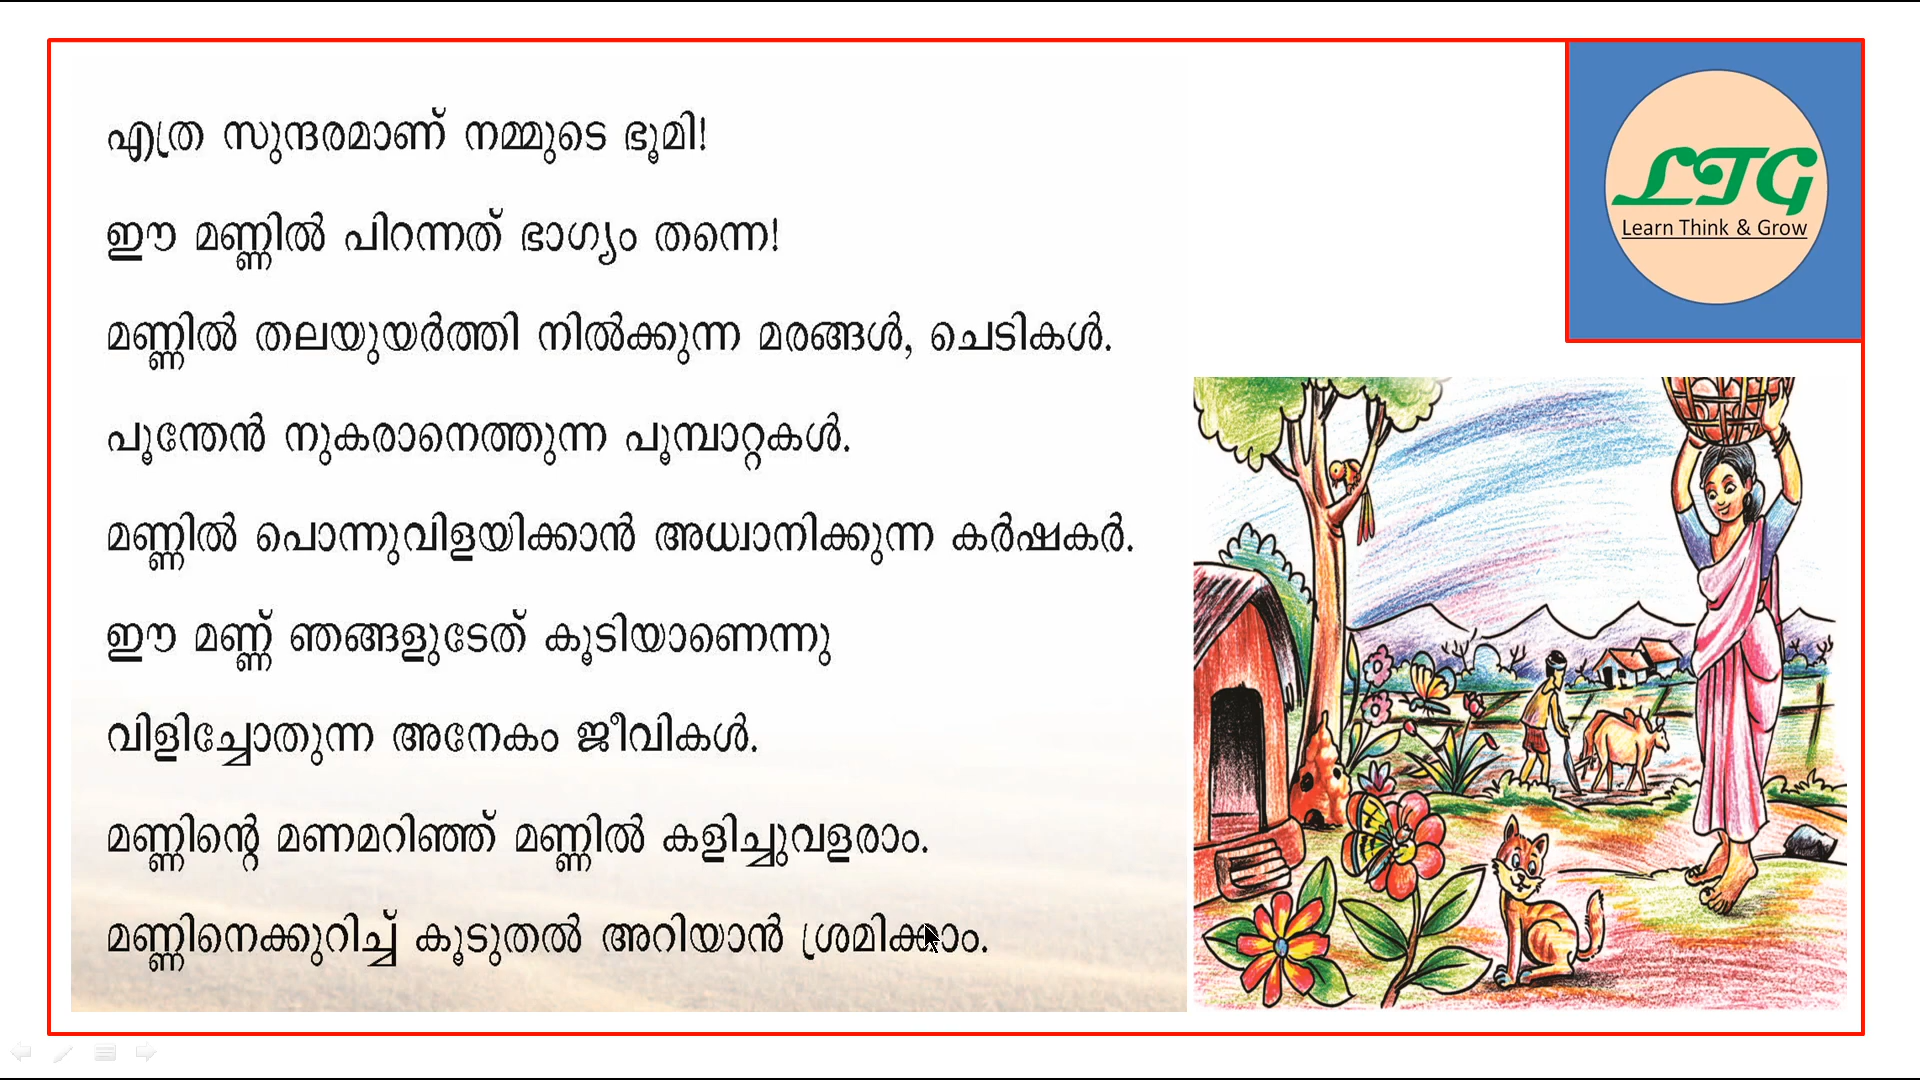 എത്ര സുന്ദരമാണ് നമ്മുടെ ഭൂമി!
ഈ മണ്ണിൽ പിറന്നത് ഭാഗ്യം തന്നെ!
മണ്ണിൽ തലയുയർത്തി നിൽക്കുന്ന മരങ്ങൾ, ചെടികൾ.
പൂന്തേൻ നുകരാനെത്തുന്ന പൂമ്പാറ്റകൾ.
മണ്ണിൽ പൊന്നുവിളയിക്കാൻ അധ്വാനിക്കുന്ന കർഷകർ.
ഈ മണ്ണ് ഞങ്ങളുടേത് കൂടിയാണെന്നു
വിളിച്ചോതുന്ന അനേകം ജീവികൾ.
മണ്ണിന്റെ മണമറിഞ്ഞ് മണ്ണിൽ കളിച്ചുവളരാം.
മണ്ണിനെക്കുറിച്ച് കൂടുതൽ അറിയാൻ ശ്രമിക്കാം.
LTG
Learn Think & Grow